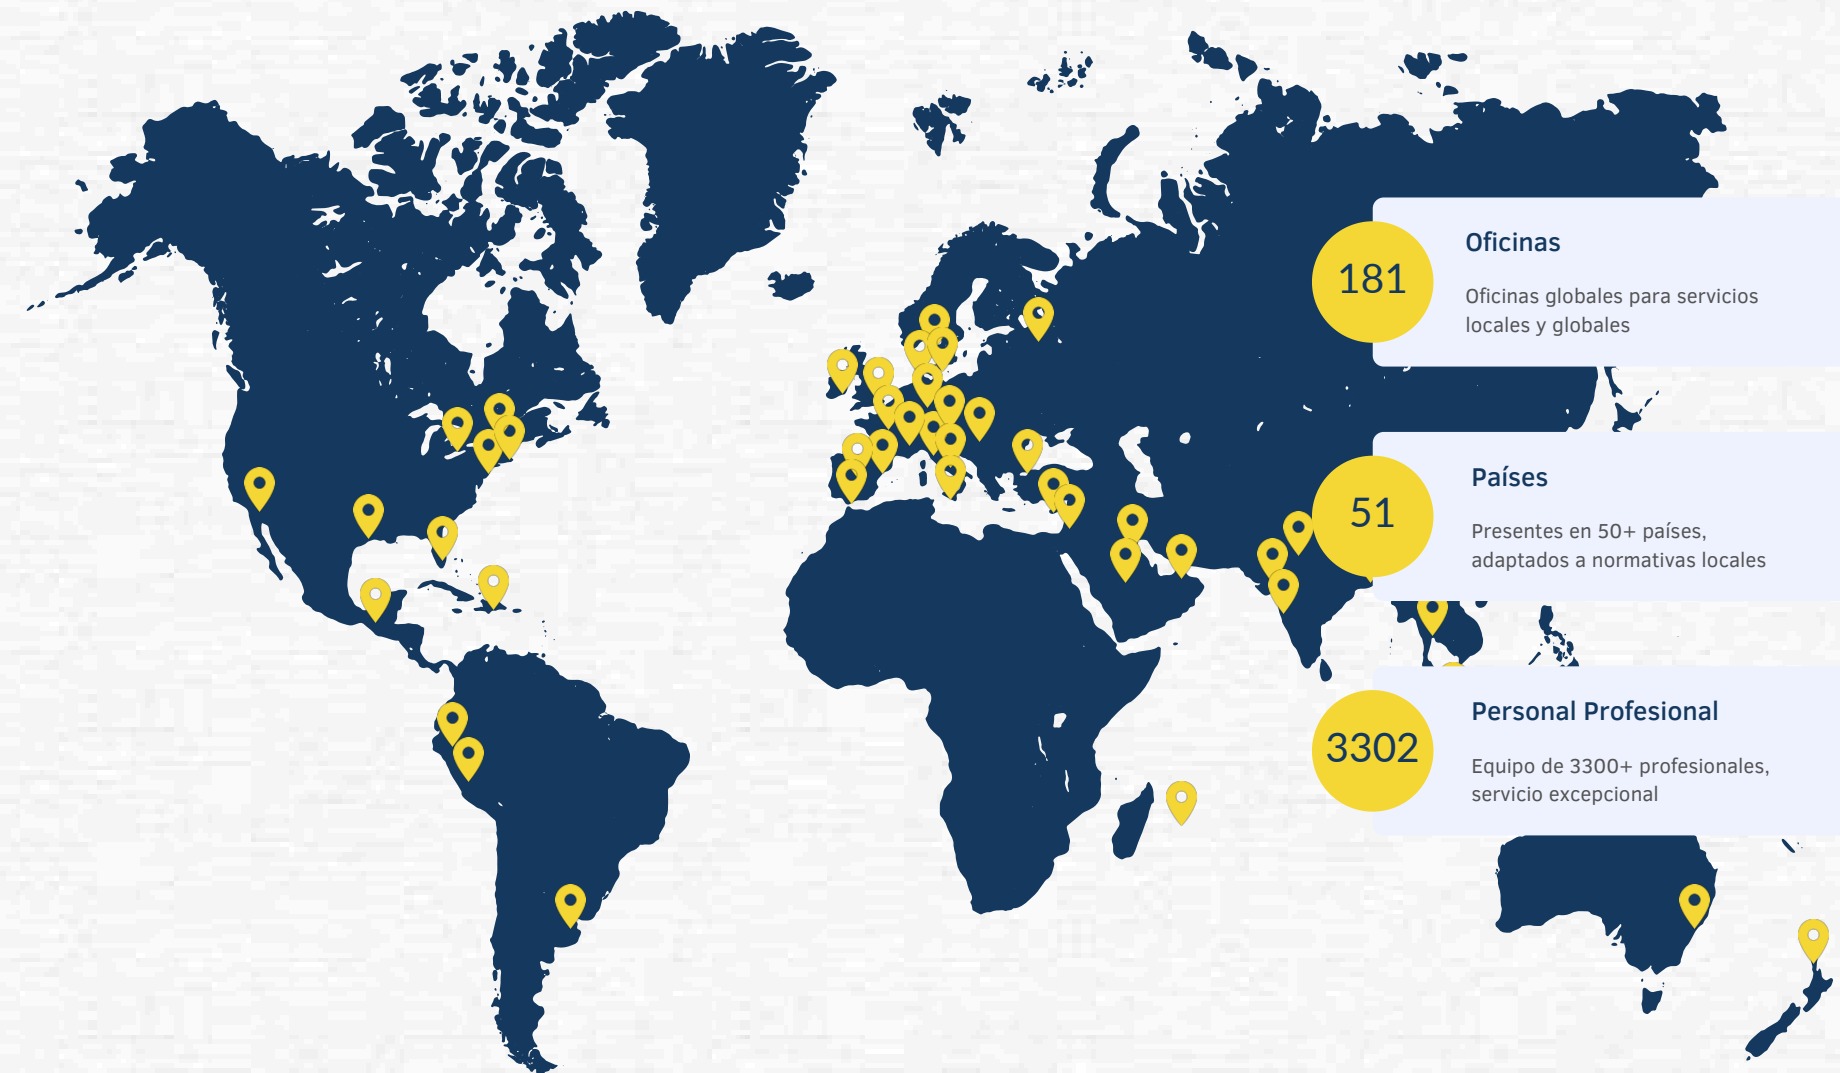 181
Oficinas
Oficinas globales para servicios
locales y globales
51
Países
Presentes en 50+ países,
adaptados a normativas locales
3302
Personal Profesional
Equipo de 3300+ profesionales,
servicio excepcional